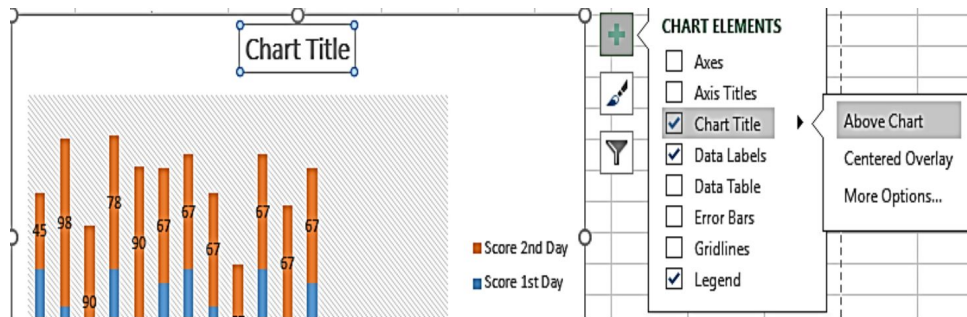 Chart Title
45
98
90
78
90
67
67
67
67
67
67
Score 2nd Day
Score 1st Day
CHART ELEMENTS
Axes
Axis Titles
Chart Title
Data Labels
Data Table
Error Bars
Gridlines
Legend
Above Chart
Centered Overlay
More Options...